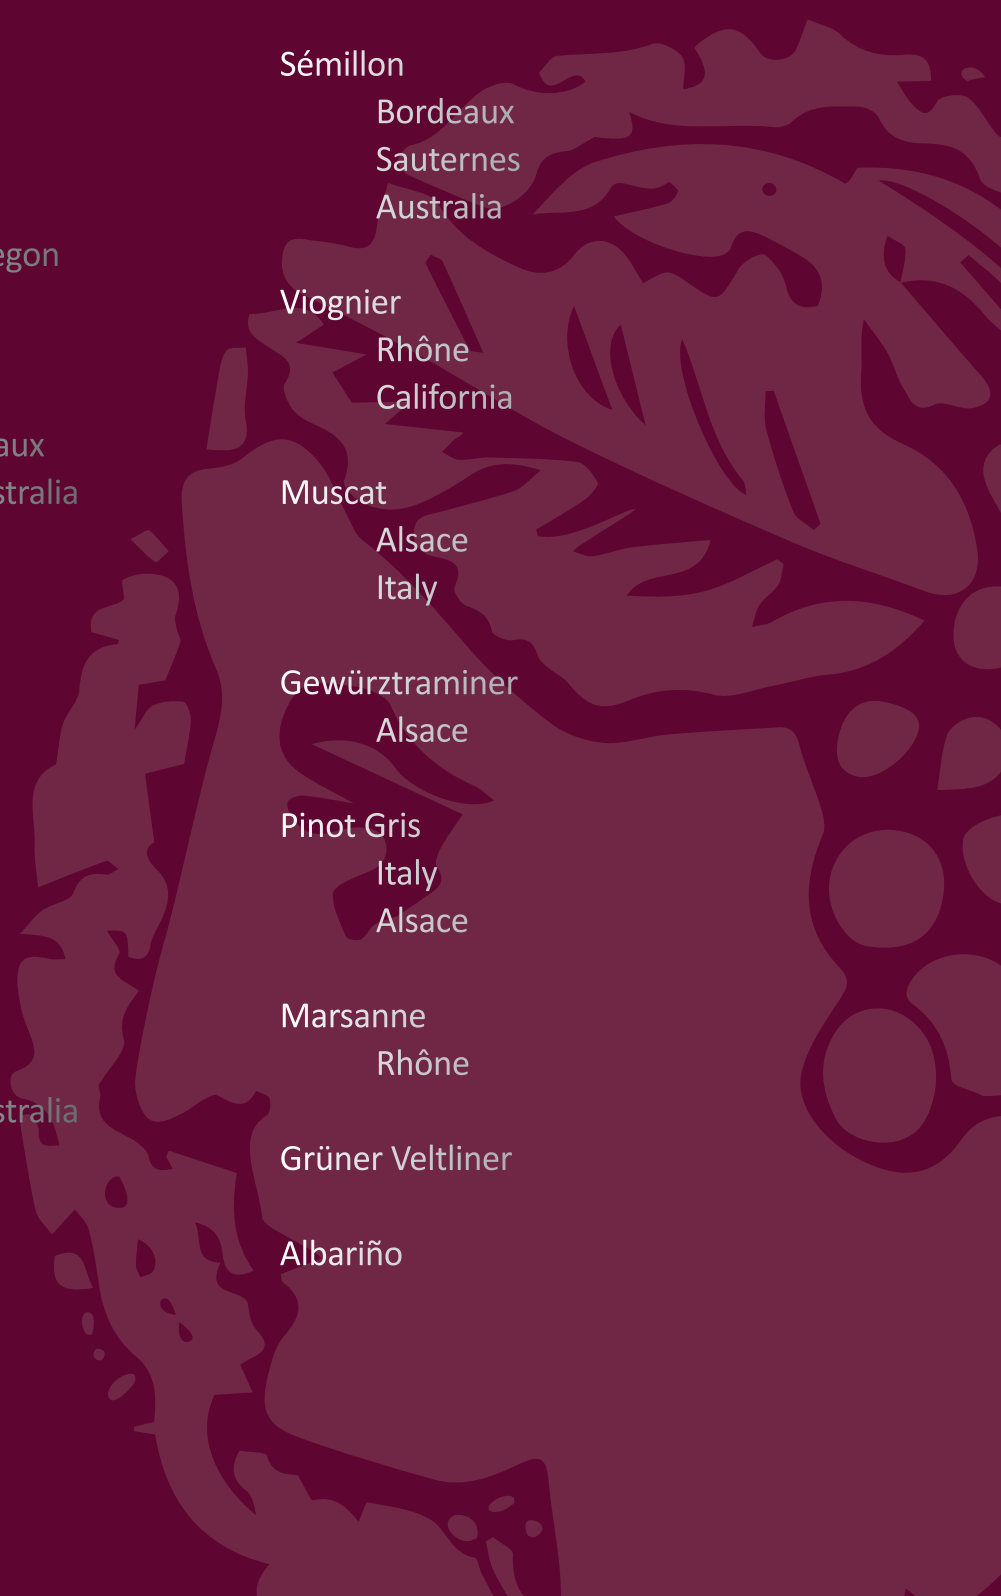 Sémillon
Bordeaux
Sauternes
Australia
Viognier
Rhône
California
Muscat
Alsace
Italy
Gewürztraminer
Alsace
Pinot Gris
Italy
Alsace
Marsanne
Rhône
Grüner Veltliner
Albariño